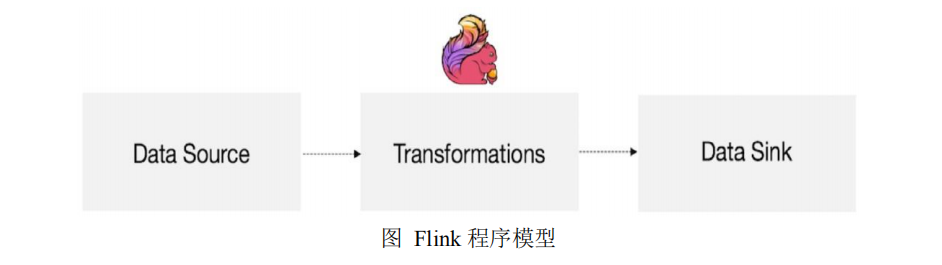 Data Source
Transformations
Data Sink
图 Flink 程序模型